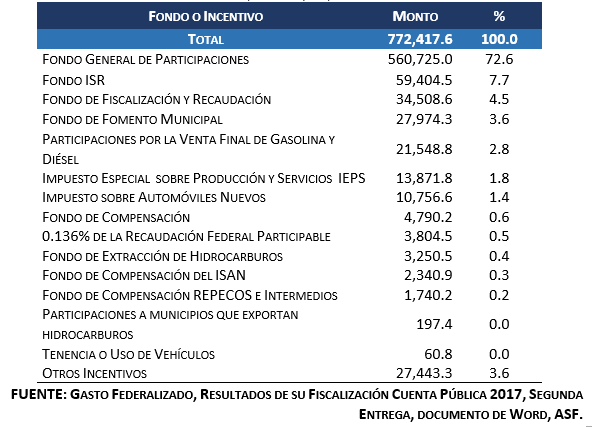 FONDO O INCENTIVO MONTO %
TOTAL 772,417.6 100.0
FONDO GENERAL DE PARTICIPACIONES 560,725.0 72.6
FONDO ISR 59,404.5 7.7
FONDO DE FISCALIZACIÓN Y RECAUDACIÓN 34,508.6 4.5
FONDO DE FOMENTO MUNICIPAL 27,974.3 3.6
PARTICIPACIONES POR LA VENTA FINAL DE GASOLINA Y
DIÉSEL 21,548.8 2.8
IMPUESTO ESPECIAL SOBRE PRODUCCIÓN Y SERVICIOS IEPS 13,871.8 1.8
IMPUESTO SOBRE AUTOMÓVILES NUEVOS 10,756.6 1.4
FONDO DE COMPENSACIÓN 4,790.2 0.6
0.136% DE LA RECAUDACIÓN FEDERAL PARTICIPABLE 3,804.5 0.5
FONDO DE EXTRACCIÓN DE HIDROCARBUROS 3,250.5 0.4
FONDO DE COMPENSACIÓN DEL ISAN 2,340.9 0.3
FONDO DE COMPENSACIÓN REPECOS E INTERMEDIOS 1,740.2 0.2
PARTICIPACIONES A MUNICIPIOS QUE EXPORTAN
HIDROCARBUROS 197.4 0.0
TENENCIA O USO DE VEHÍCULOS 60.8 0.0
OTROS INCENTIVOS 27,443.3 3.6
FUENTE: GASTO FEDERALIZADO, RESULTADOS DE SU FISCALIZACIÓN CUENTA PÚBLICA 2017, SEGUNDA
ENTREGA, DOCUMENTO DE WORD, ASF.